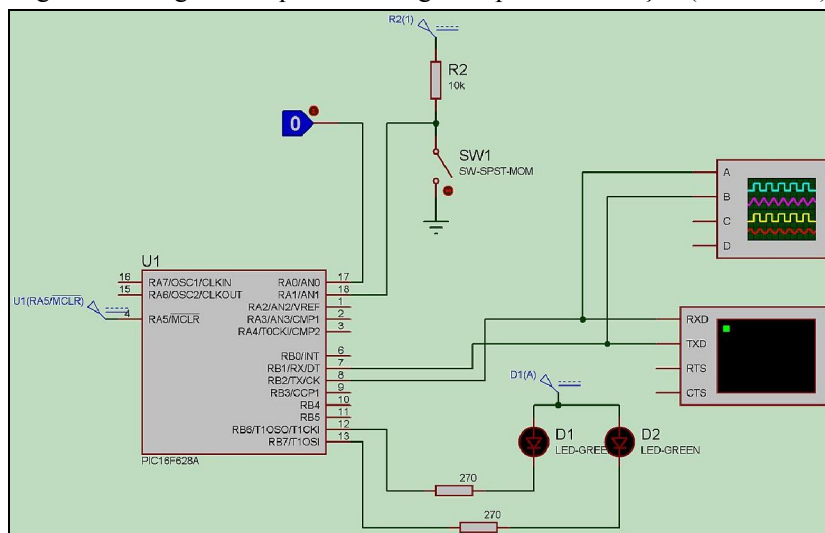 R2(1)
R2
10k
0
SW1
SW-SPST-MOM
A
B
C
D
U1
16 RA7/OSC1/CLKIN RA0/AN0 17
15 RA6/OSC2/CLKOUT RA1/AN1 18
RA2/AN2/VREF 1
U1(RA5/MCLR) 4 RA5/MCLR RA3/AN3/CMP1 2
RA4/T0CKI/CMP2 3
RB0/INT 6
RB1/RX/DT 7
RB2/TX/CK 8
RB3/CCP1 9
RB4 10
RB5 11
RB6/T1OSO/T1CKI 12
RB7/T1OSI 13
PIC16F628A
RXD
TXD
RTS
CTS
D1(A)
D1
LED-GREE
D2
LED-GREEN
270
270